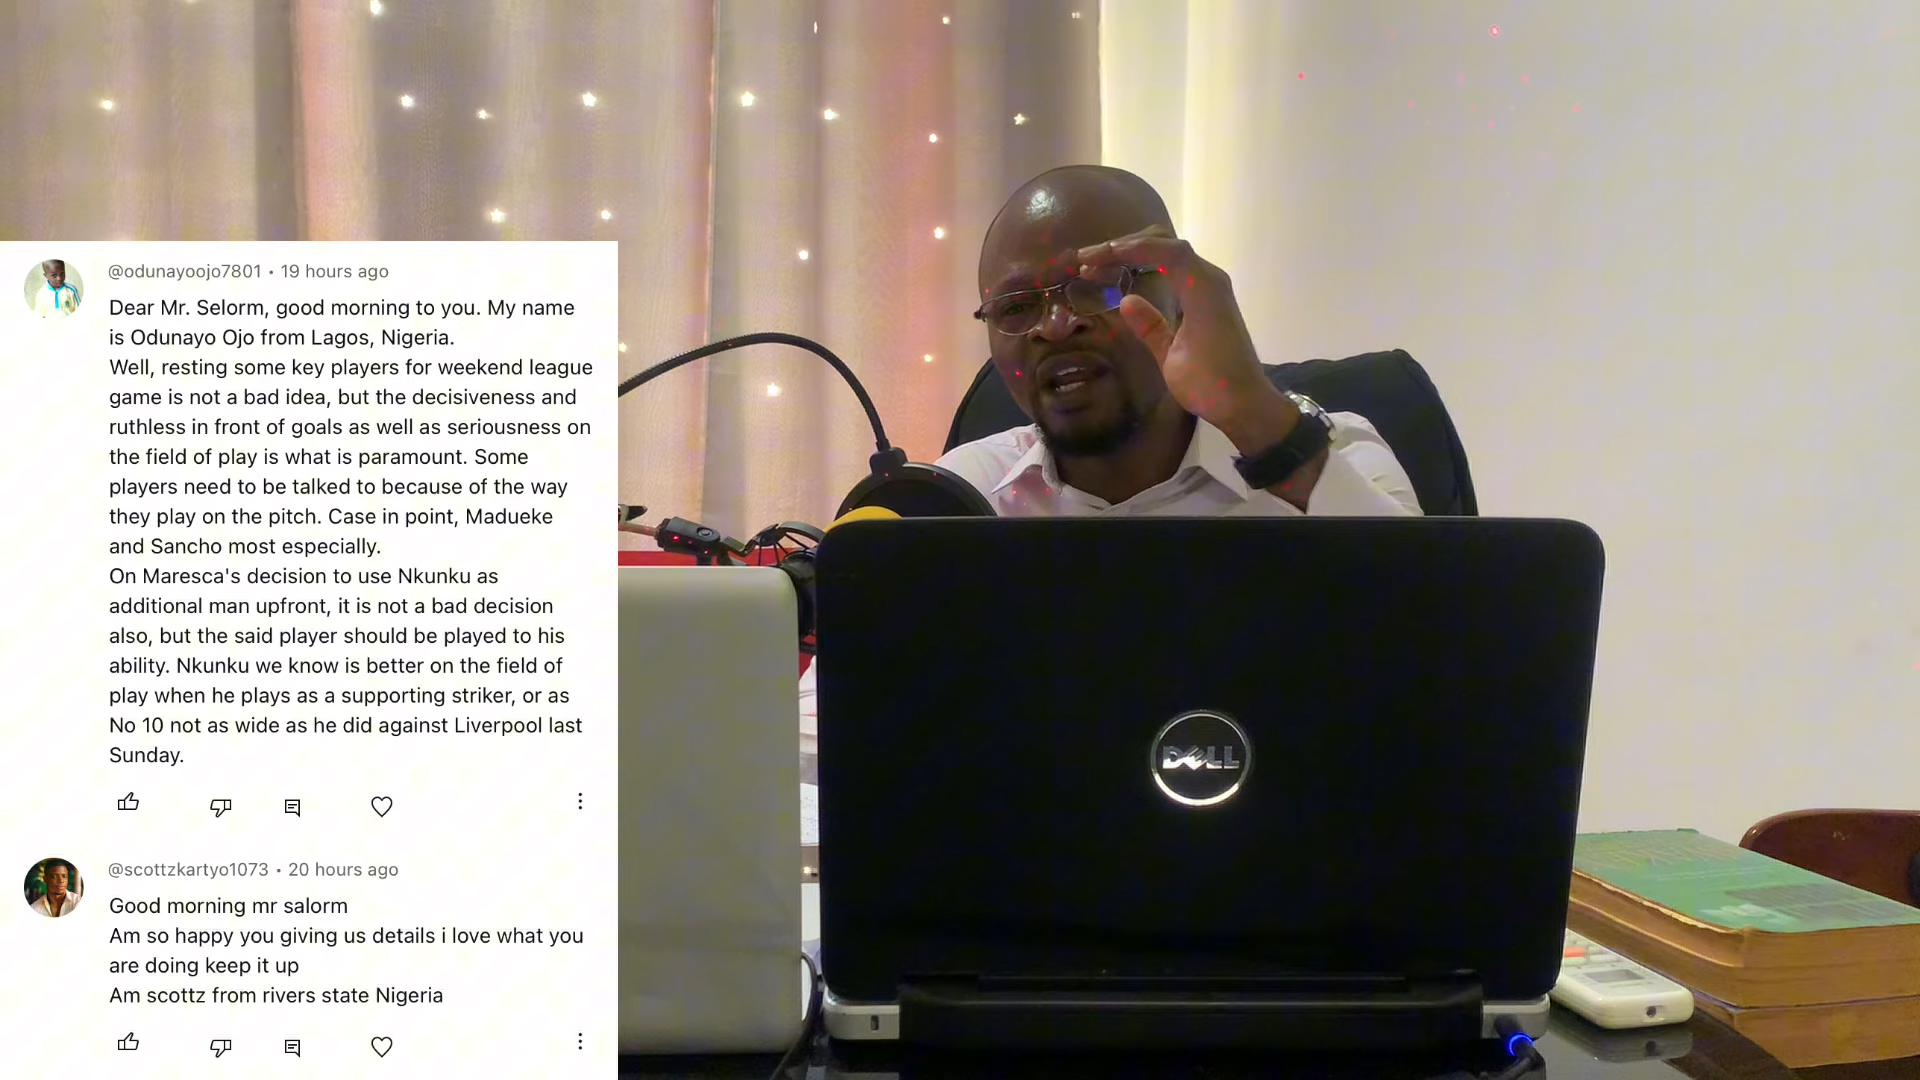 @odunayoojo7801 • 19 hours ago
Dear Mr. Selorm, good morning to you. My name
is Odunayo Ojo from Lagos, Nigeria.
Well, resting some key players for weekend league
game is not a bad idea, but the decisiveness and
ruthless in front of goals as well as seriousness on
the field of play is what is paramount. Some
players need to be talked to because of the way
they play on the pitch. Case in point, Madueke
and Sancho most especially.
On Maresca's decision to use Nkunku as
additional man upfront, it is not a bad decision
also, but the said player should be played to his
ability. Nkunku we know is better on the field of
play when he plays as a supporting striker, or as
No 10 not as wide as he did against Liverpool last
Sunday.
@scottzkartyo1073 • 20 hours ago
Good morning mr salorm
Am so happy you giving us details i love what you
are doing keep it up
Am scottz from rivers state Nigeria
DELL